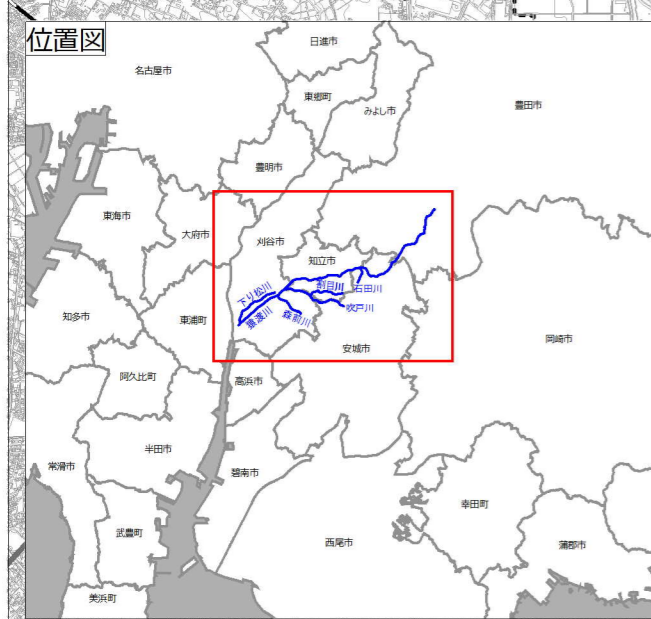 位置図
日進市
名古屋市
東郷町
みよし市
豊田市
豊明市
東海市
大府市
刈谷市
知立市
割目川
石田川
下り松川
吹戸川
猿渡川
森前川
知多市
東浦町
安城市
岡崎市
阿久比町
高浜市
半田市
常滑市
碧南市
幸田町
武豊町
西尾市
蒲郡市
美浜町